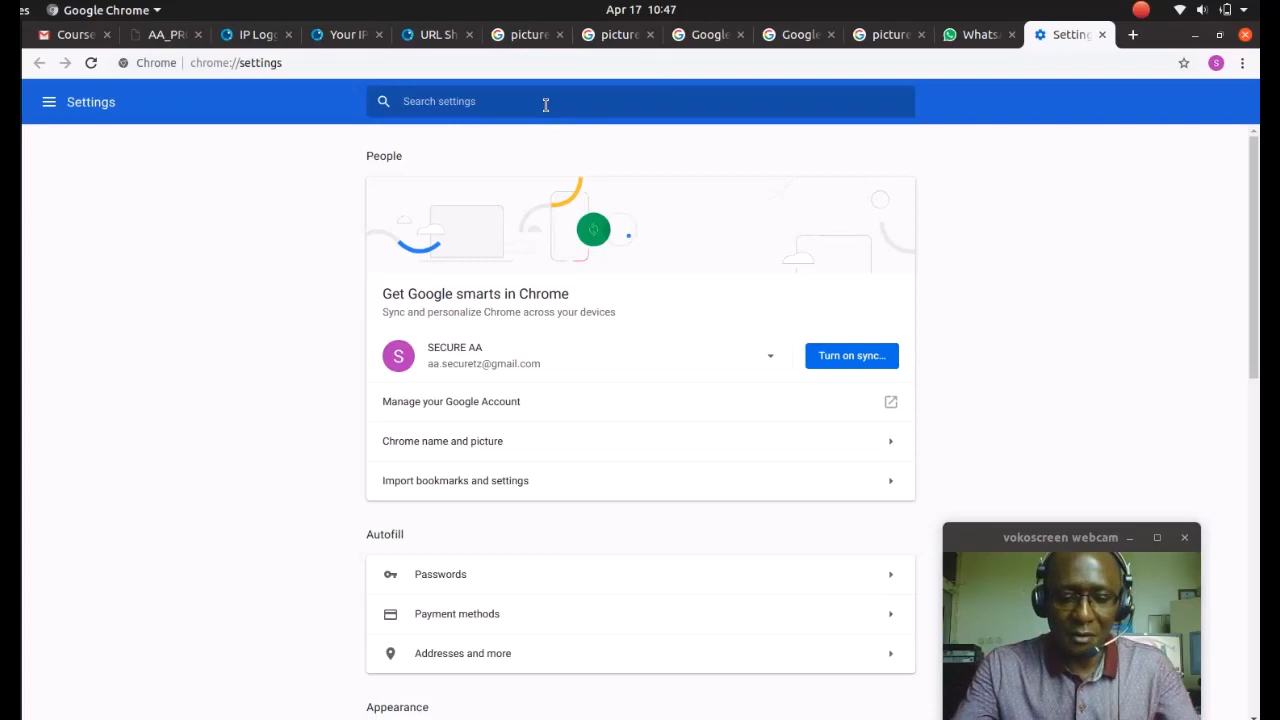 es Google Chrome Apr 17 10:47
Course AA_PR IP Logg Your IP URL Sh picture picture Google Google picture Whats Setting
Chrome chrome://settings
Settings
Search settings
People
Get Google smarts in Chrome
Sync and personalize Chrome across your devices
S
SECURE AA
aa.securetz@gmail.com
Turn on sync...
Manage your Google Account
Chrome name and picture
Import bookmarks and settings
Autofill
Passwords
Payment methods
Addresses and more
Appearance
vokoscreen webcam